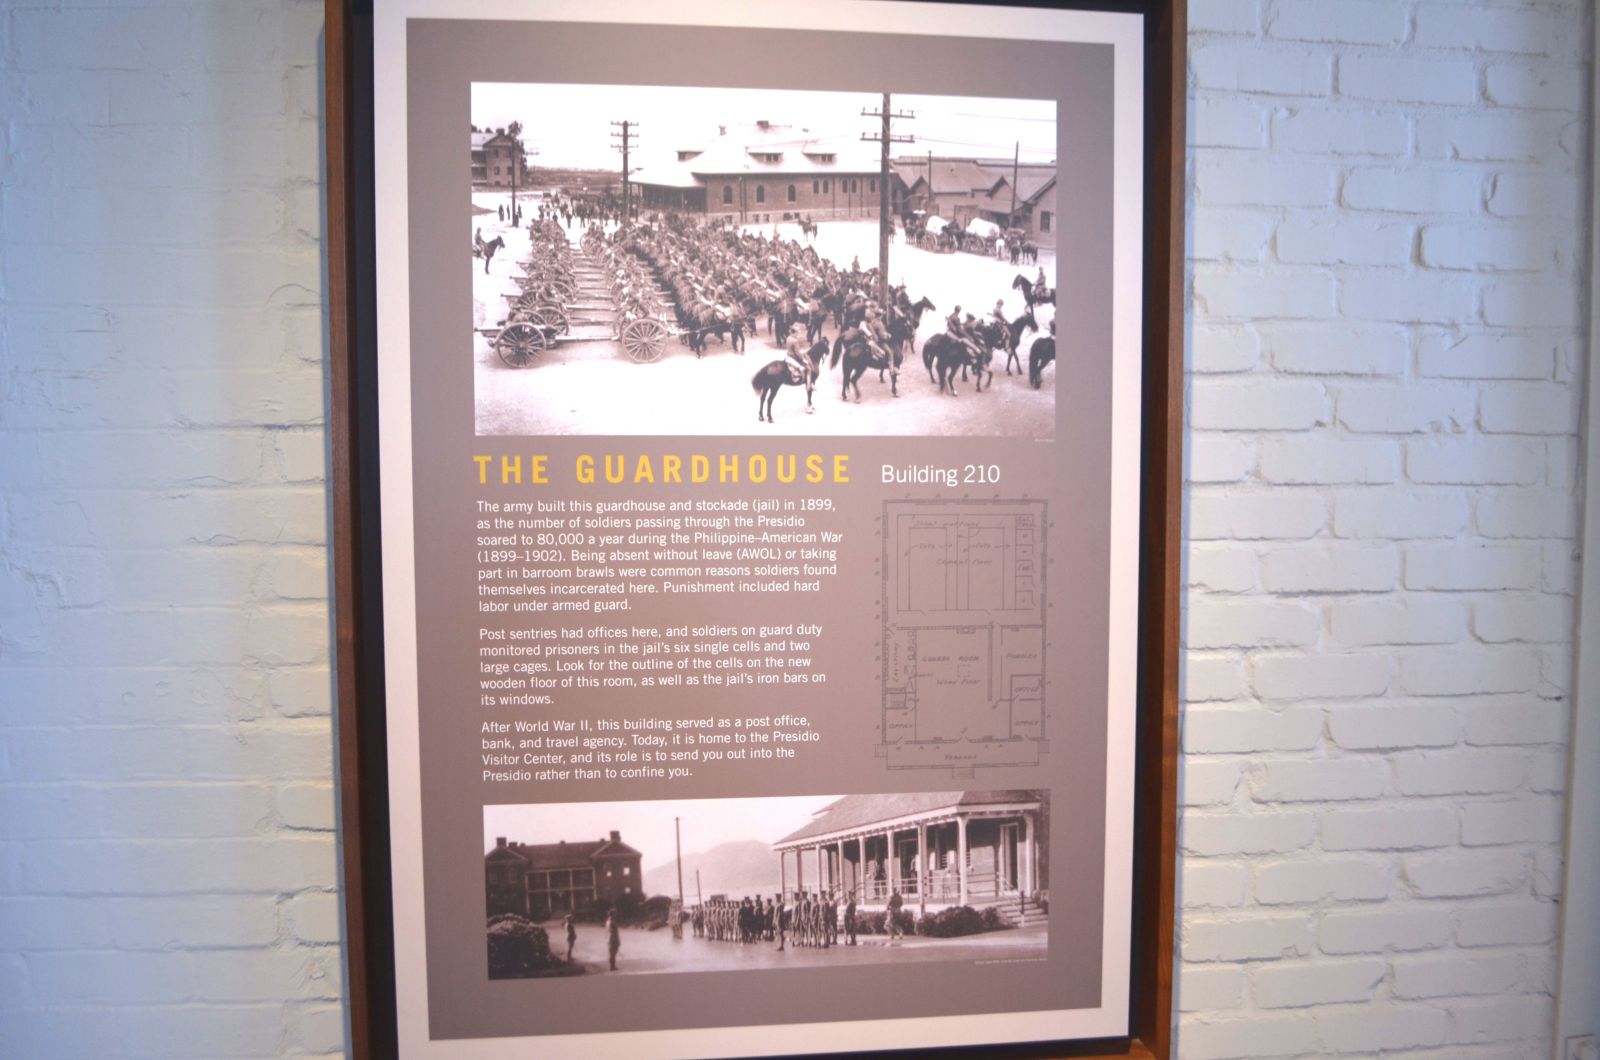 THE GUARDHOUSE Building 210
The army built this guardhouse and stockade (jail) in 1899,
as the number of soldiers passing through the Presidio
soared to 80,000 a year during the Philippine–American War
(1899–1902). Being absent without leave (AWOL) or taking
part in barroom brawls were common reasons soldiers found
themselves incarcerated here. Punishment included hard
labor under armed guard.
Post sentries had offices here, and soldiers on guard duty
monitored prisoners in the jail's six single cells and two
large cages. Look for the outline of the cells on the new
wooden floor of this room, as well as the jail's iron bars on
its windows.
After World War II, this building served as a post office,
bank, and travel agency. Today, it is home to the Presidio
Visitor Center, and its role is to send you out into the
Presidio rather than to confine you.
Cement Floor
GUARD ROOM
Wood Floor
OFFICE
OFFICE
OFFICE